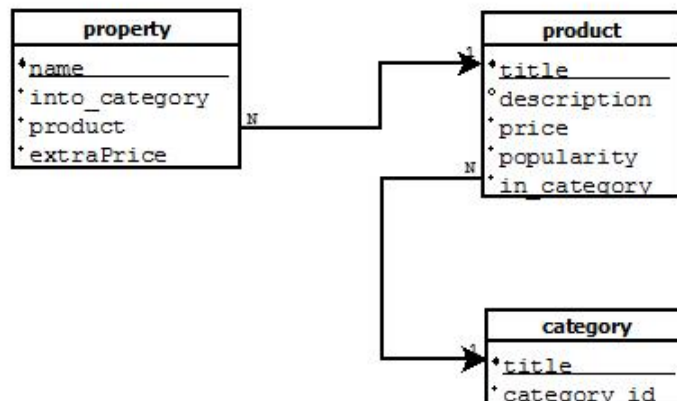 property
name
into_category
product
extraPrice
N
1
product
title
description
price
popularity
in_category
N
1
category
title
category_id